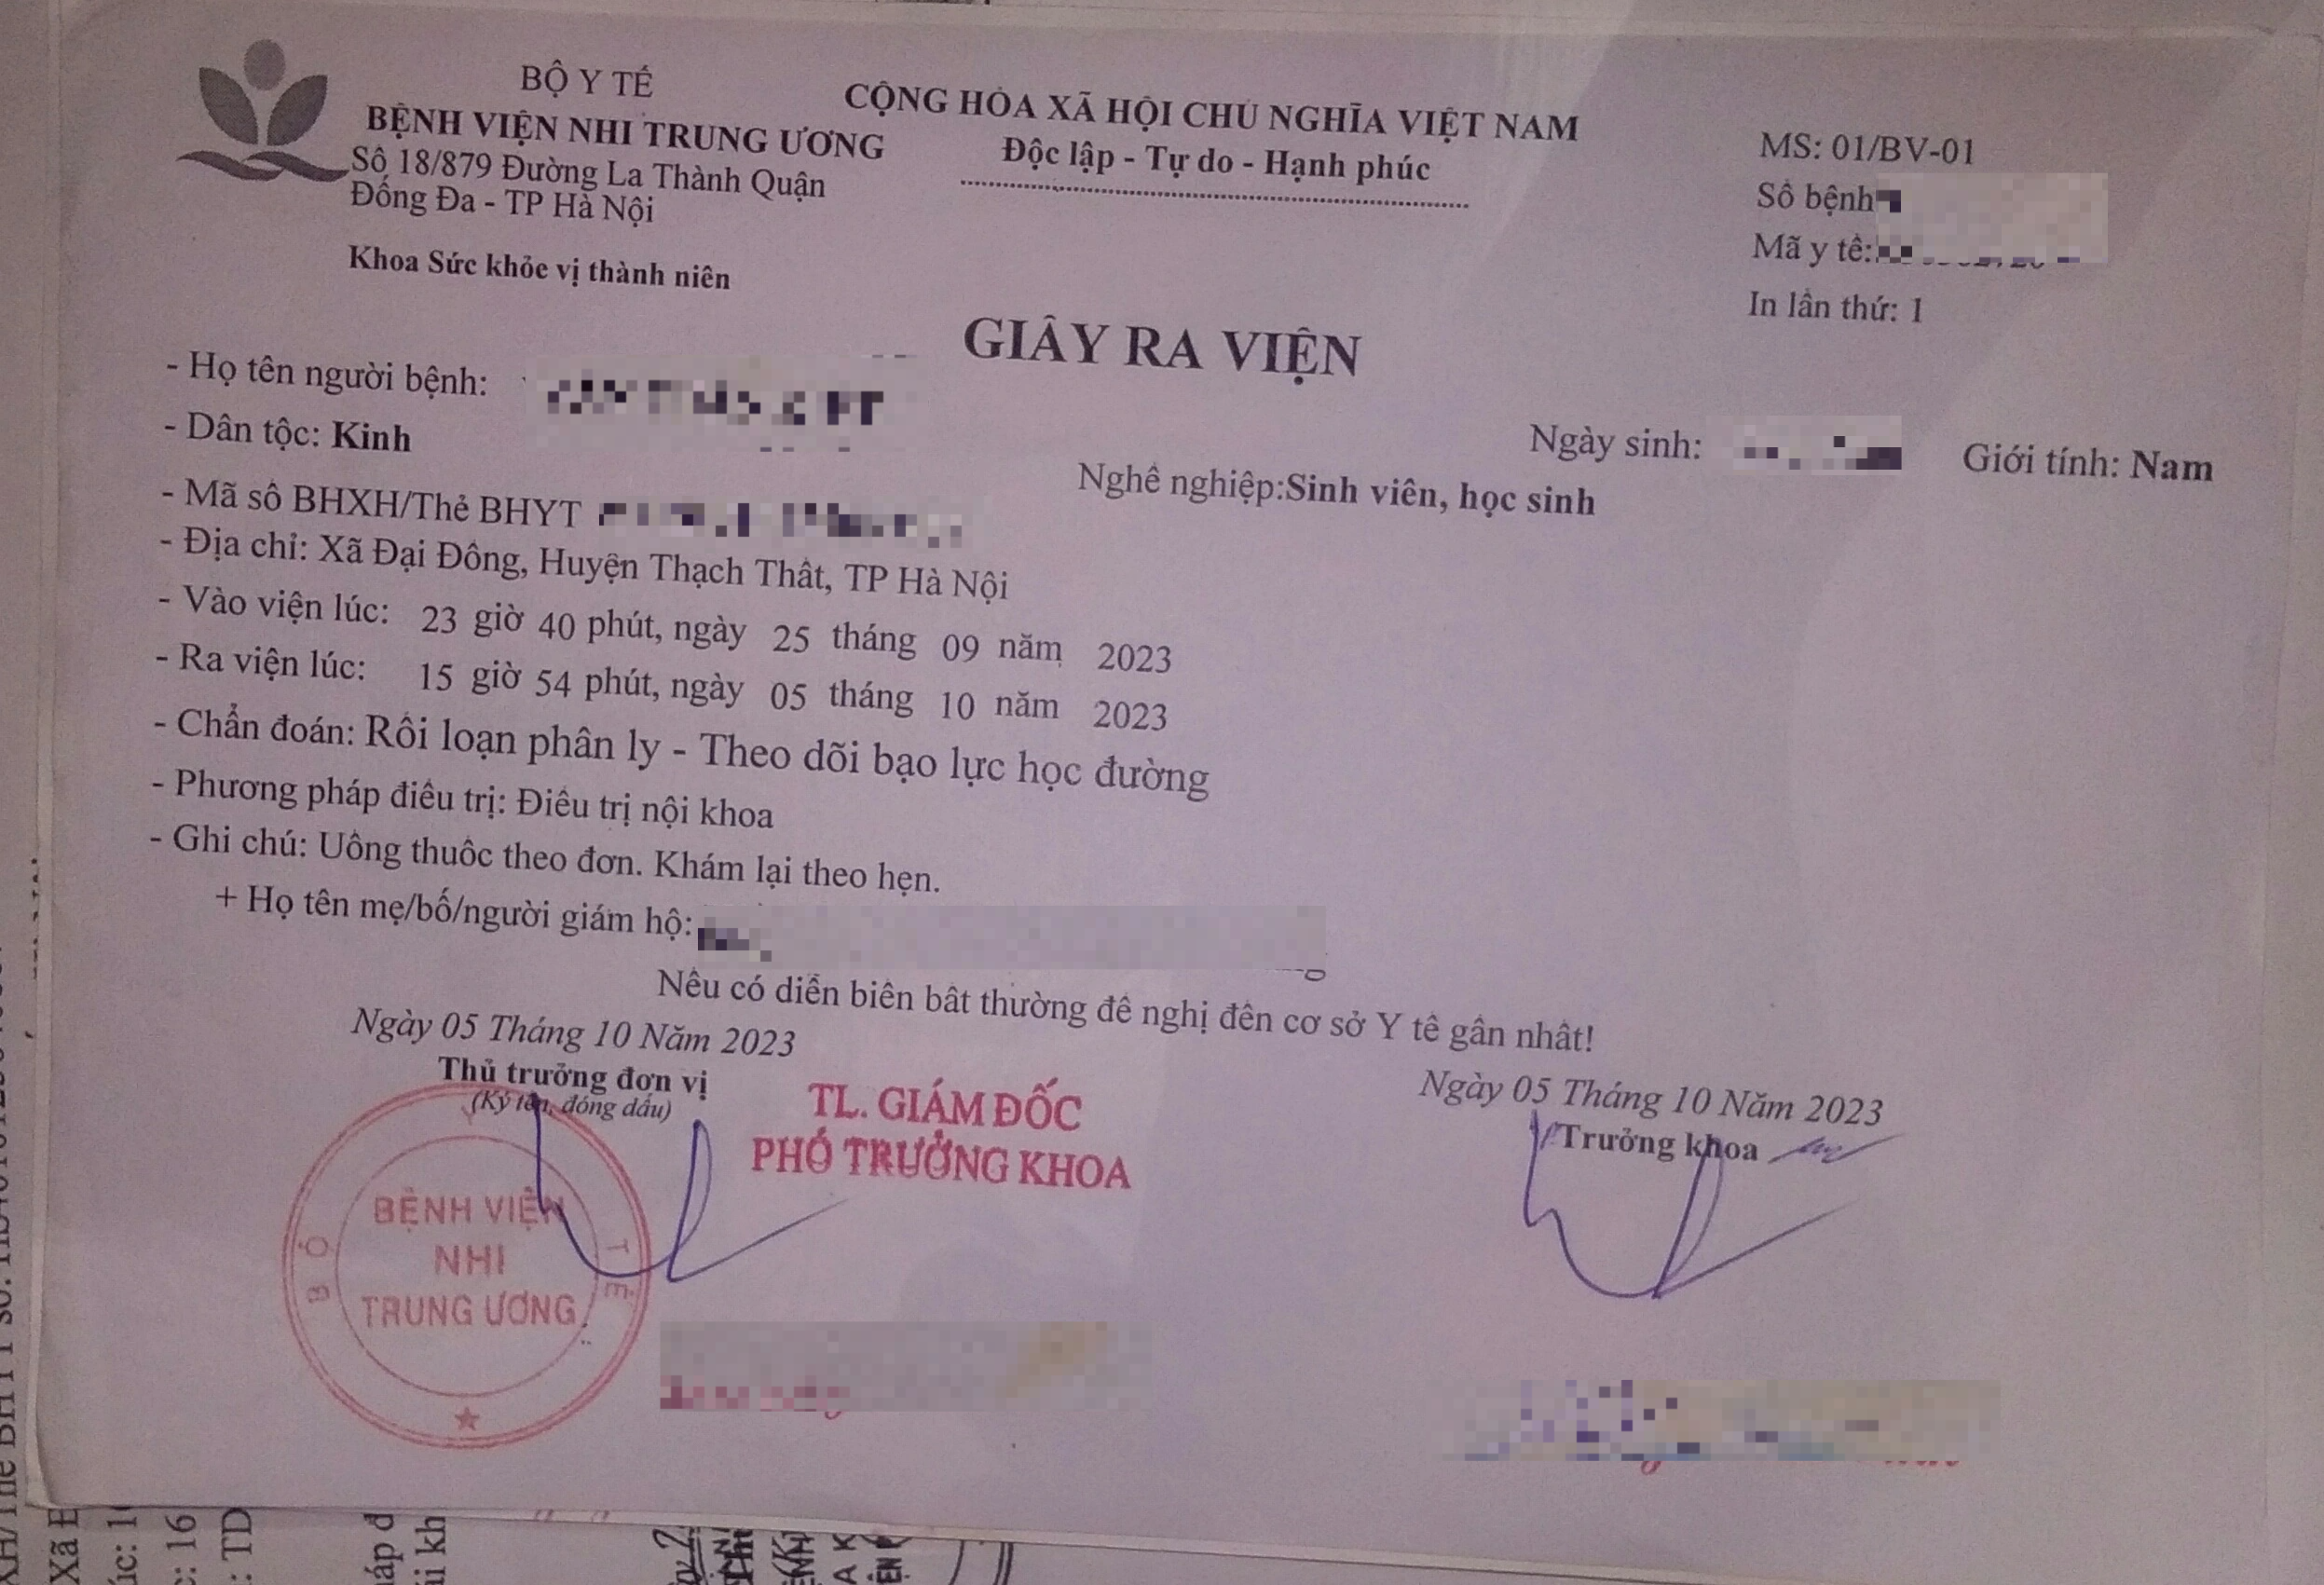 BỘ Y TẾ
BỆNH VIỆN NHI TRUNG ƯƠNG
Số 18/879 Đường La Thành Quận
Đống Đa - TP Hà Nội
Khoa Sức khỏe vị thành niên
CỘNG HÒA XÃ HỘI CHỦ NGHĨA VIỆT NAM
Độc lập - Tự do - Hạnh phúc
MS: 01/BV-01
Số bệnh
Mã y tế:
In lần thứ: 1
GIẤY RA VIỆN
- Họ tên người bệnh:
Ngày sinh: Giới tính: Nam
- Dân tộc: Kinh
Nghề nghiệp:Sinh viên, học sinh
- Mã số BHXH/Thẻ BHYT
- Địa chỉ: Xã Đại Đồng, Huyện Thạch Thất, TP Hà Nội
- Vào viện lúc: 23 giờ 40 phút, ngày 25 tháng 09 năm 2023
- Ra viện lúc: 15 giờ 54 phút, ngày 05 tháng 10 năm 2023
- Chẩn đoán: Rối loạn phân ly - Theo dõi bạo lực học đường
- Phương pháp điều trị: Điều trị nội khoa
- Ghi chú: Uống thuốc theo đơn. Khám lại theo hẹn.
+ Họ tên mẹ/bố/người giám hộ:
Nếu có diễn biến bất thường đề nghị đến cơ sở Y tế gần nhất!
Ngày 05 Tháng 10 Năm 2023
Thủ trưởng đơn vị
(Ký tên, đóng dấu)
TL. GIÁM ĐỐC
PHÓ TRƯỞNG KHOA
Ngày 05 Tháng 10 Năm 2023
Trưởng khoa
BỘ Y TẾ
BỆNH VIỆN
NHI
TRUNG ƯƠNG